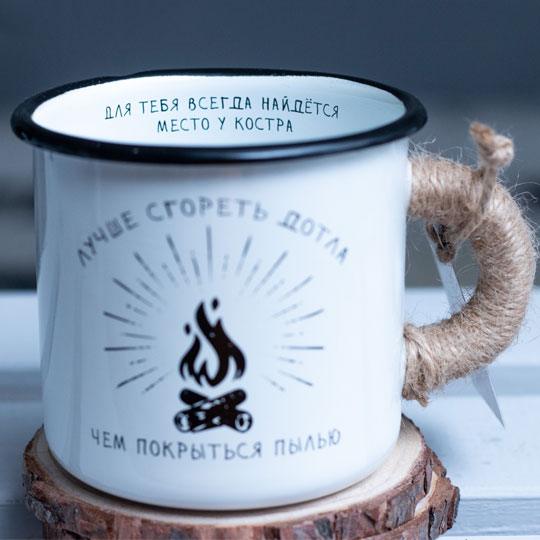 ДЛЯ ТЕБЯ ВСЕГДА НАЙДЁТСЯ
МЕСТО У КОСТРА
ЛУЧШЕ СГОРЕТЬ ДОТЛА
ЧЕМ ПОКРЫТЬСЯ ПЫЛЬЮ